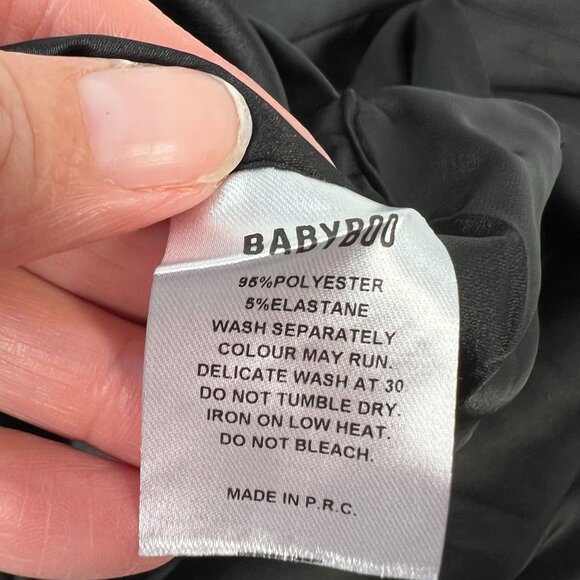 BABYBOO
95%POLYESTER
5%ELASTANE
WASH SEPARATELY
COLOUR MAY RUN.
DELICATE WASH AT 30
DO NOT TUMBLE DRY.
IRON ON LOW HEAT.
DO NOT BLEACH.
MADE IN P.R.C.